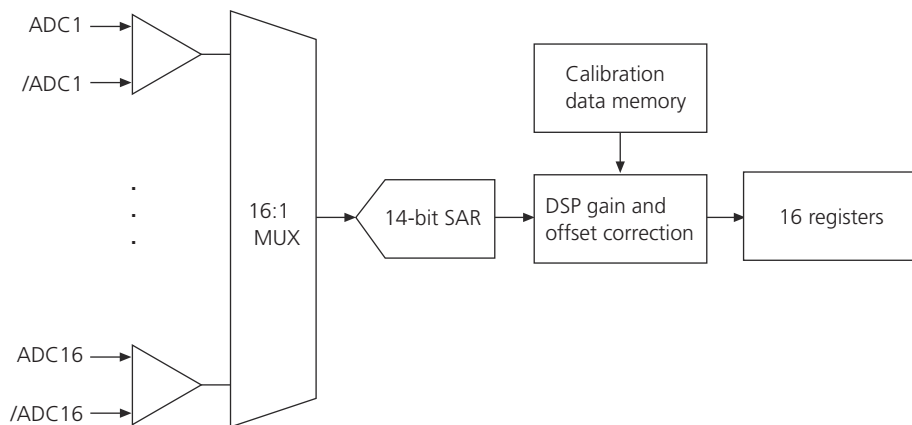 ADC1
/ADC1
ADC16
/ADC16
16:1
MUX
14-bit SAR
Calibration
data memory
DSP gain and
offset correction
16 registers